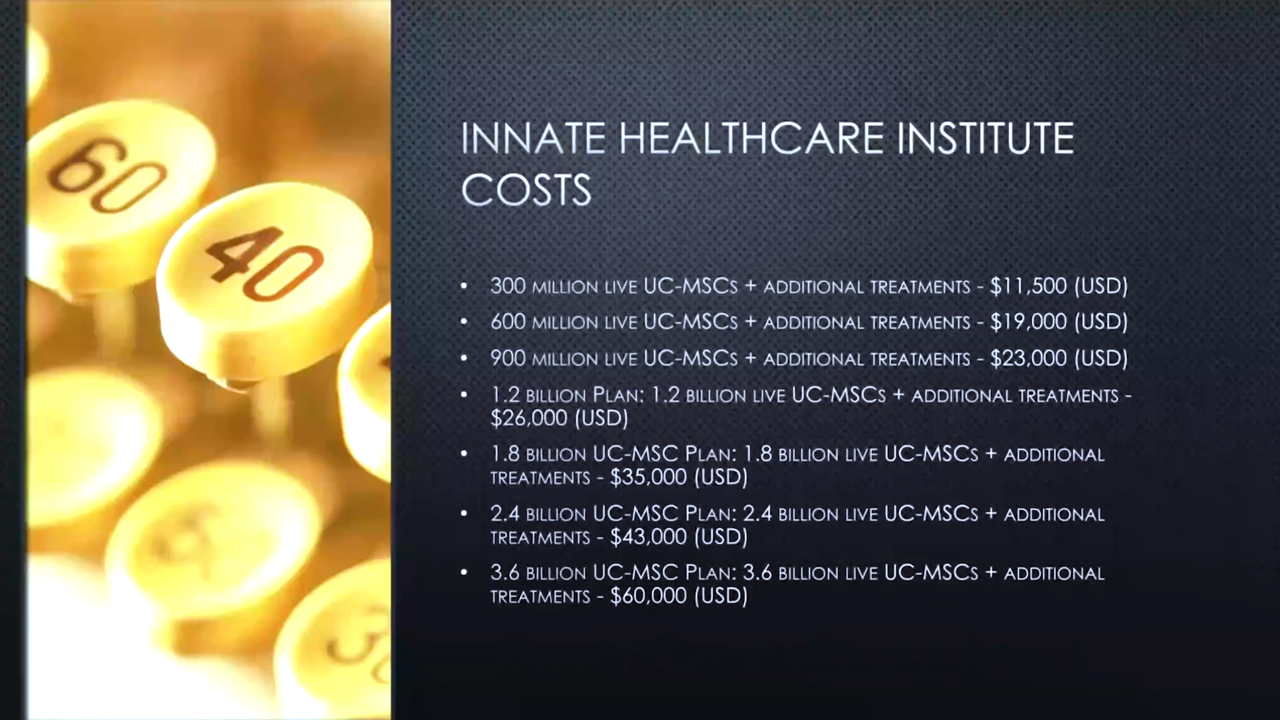 60
40
30
INNATE HEALTHCARE INSTITUTE
COSTS
• 300 MILLION LIVE UC-MSCS + ADDITIONAL TREATMENTS - $11,500 (USD)
• 600 MILLION LIVE UC-MSCS + ADDITIONAL TREATMENTS - $19,000 (USD)
• 900 MILLION LIVE UC-MSCS + ADDITIONAL TREATMENTS - $23,000 (USD)
• 1.2 BILLION PLAN: 1.2 BILLION LIVE UC-MSCS + ADDITIONAL TREATMENTS -
$26,000 (USD)
• 1.8 BILLION UC-MSC PLAN: 1.8 BILLION LIVE UC-MSCS + ADDITIONAL
TREATMENTS - $35,000 (USD)
• 2.4 BILLION UC-MSC PLAN: 2.4 BILLION LIVE UC-MSCS + ADDITIONAL
TREATMENTS - $43,000 (USD)
• 3.6 BILLION UC-MSC PLAN: 3.6 BILLION LIVE UC-MSCS + ADDITIONAL
TREATMENTS - $60,000 (USD)